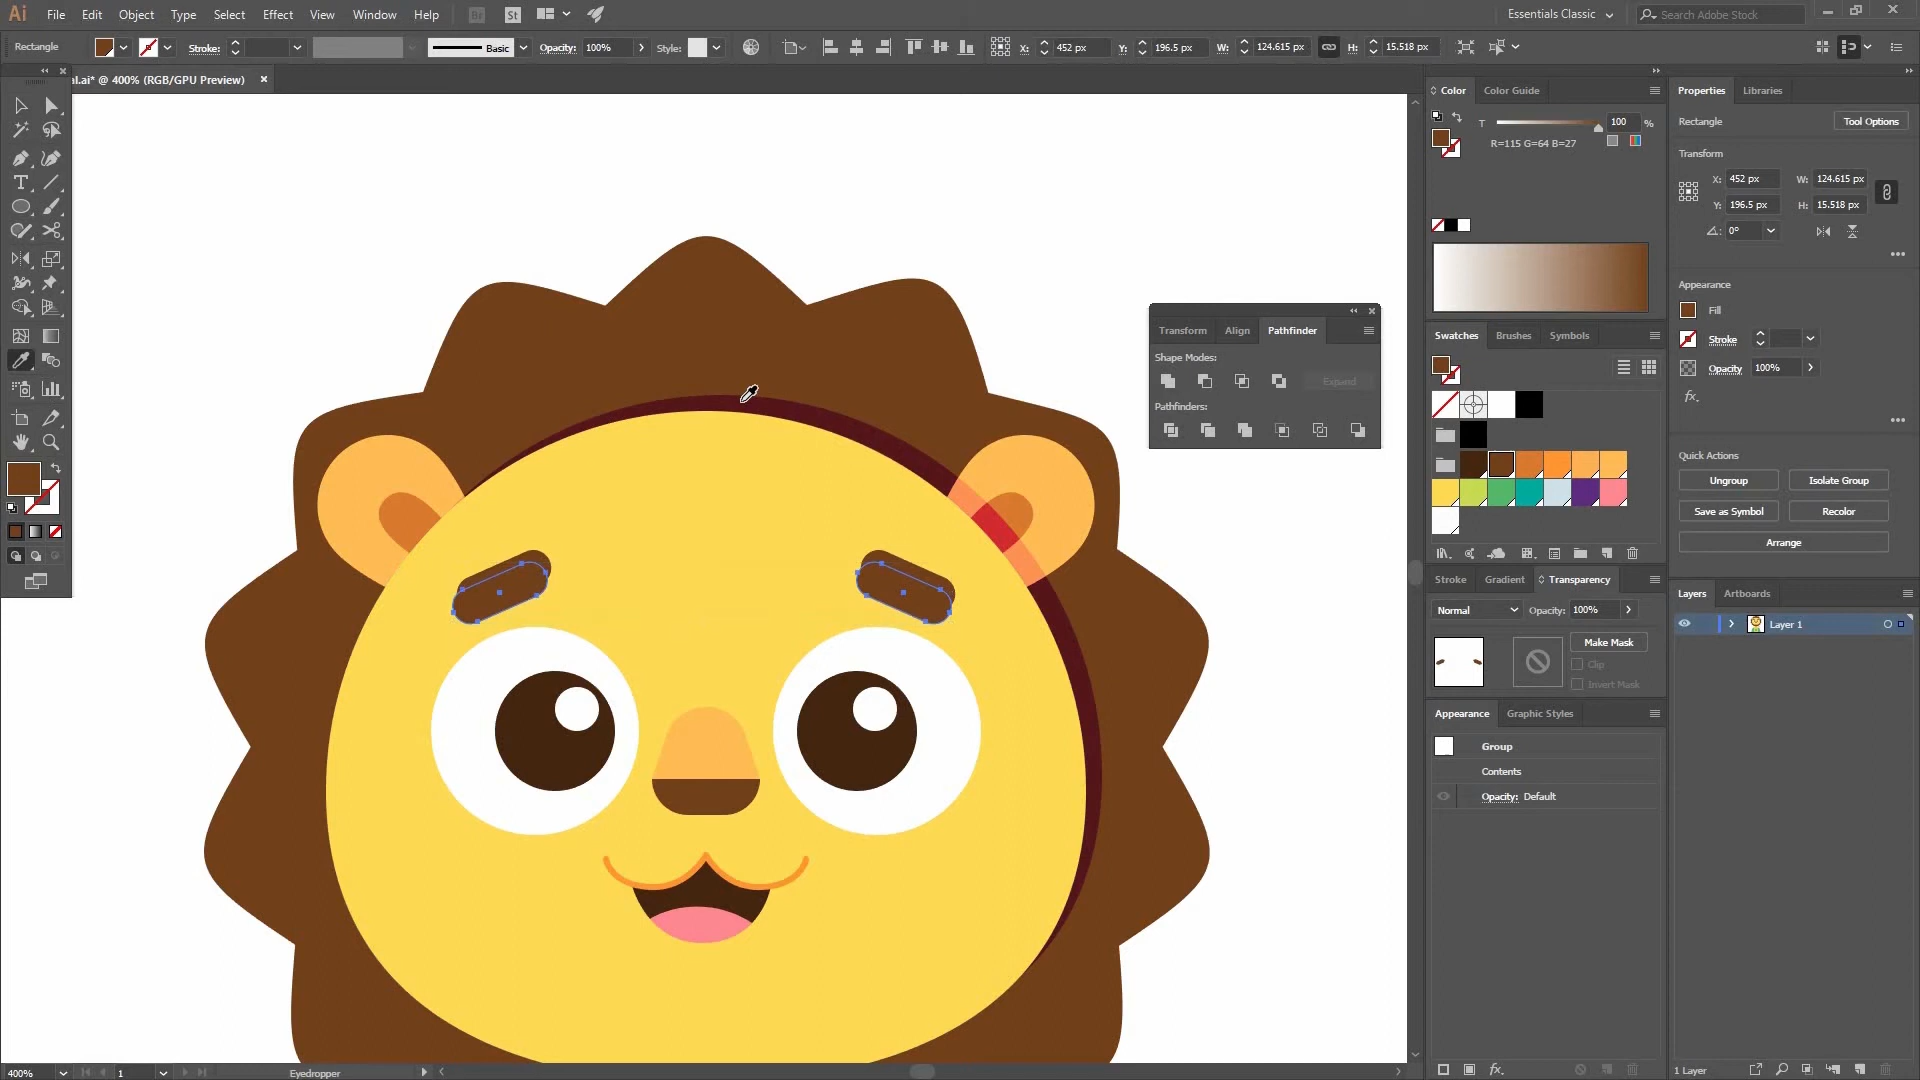 Ai File Edit Object Type Select Effect View Window Help Br St Essentials Classic Search Adobe Stock
Rectangle Stroke: Basic Opacity: 100% Style: X: 452 px Y: 196.5 px W: 124.615 px H: 15.518 px
al.ai* @ 400% (RGB/GPU Preview)
Color Color Guide
T 100 %
R=115 G=64 B=27
Properties Libraries
Rectangle Tool Options
Transform
X: 452 px W: 124.615 px
Y: 196.5 px H: 15.518 px
0°
Appearance
Fill
Stroke
Opacity 100%
fx.
Quick Actions
Ungroup Isolate Group
Save as Symbol Recolor
Arrange
Transform Align Pathfinder
Shape Modes:
Expand
Pathfinders:
Swatches Brushes Symbols
Stroke Gradient Transparency
Normal Opacity: 100%
Make Mask
Clip
Invert Mask
Appearance Graphic Styles
Group
Contents
Opacity: Default
fx.
Layers Artboards
Layer 1
1 Layer
400% 1 Eyedropper